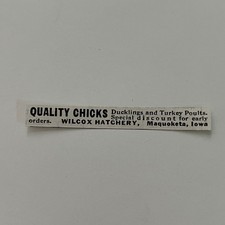 QUALITY CHICKS Ducklings and Turkey Poults.
Special discount for early
orders. WILCOX HATCHERY, Maquoketa, Iowa